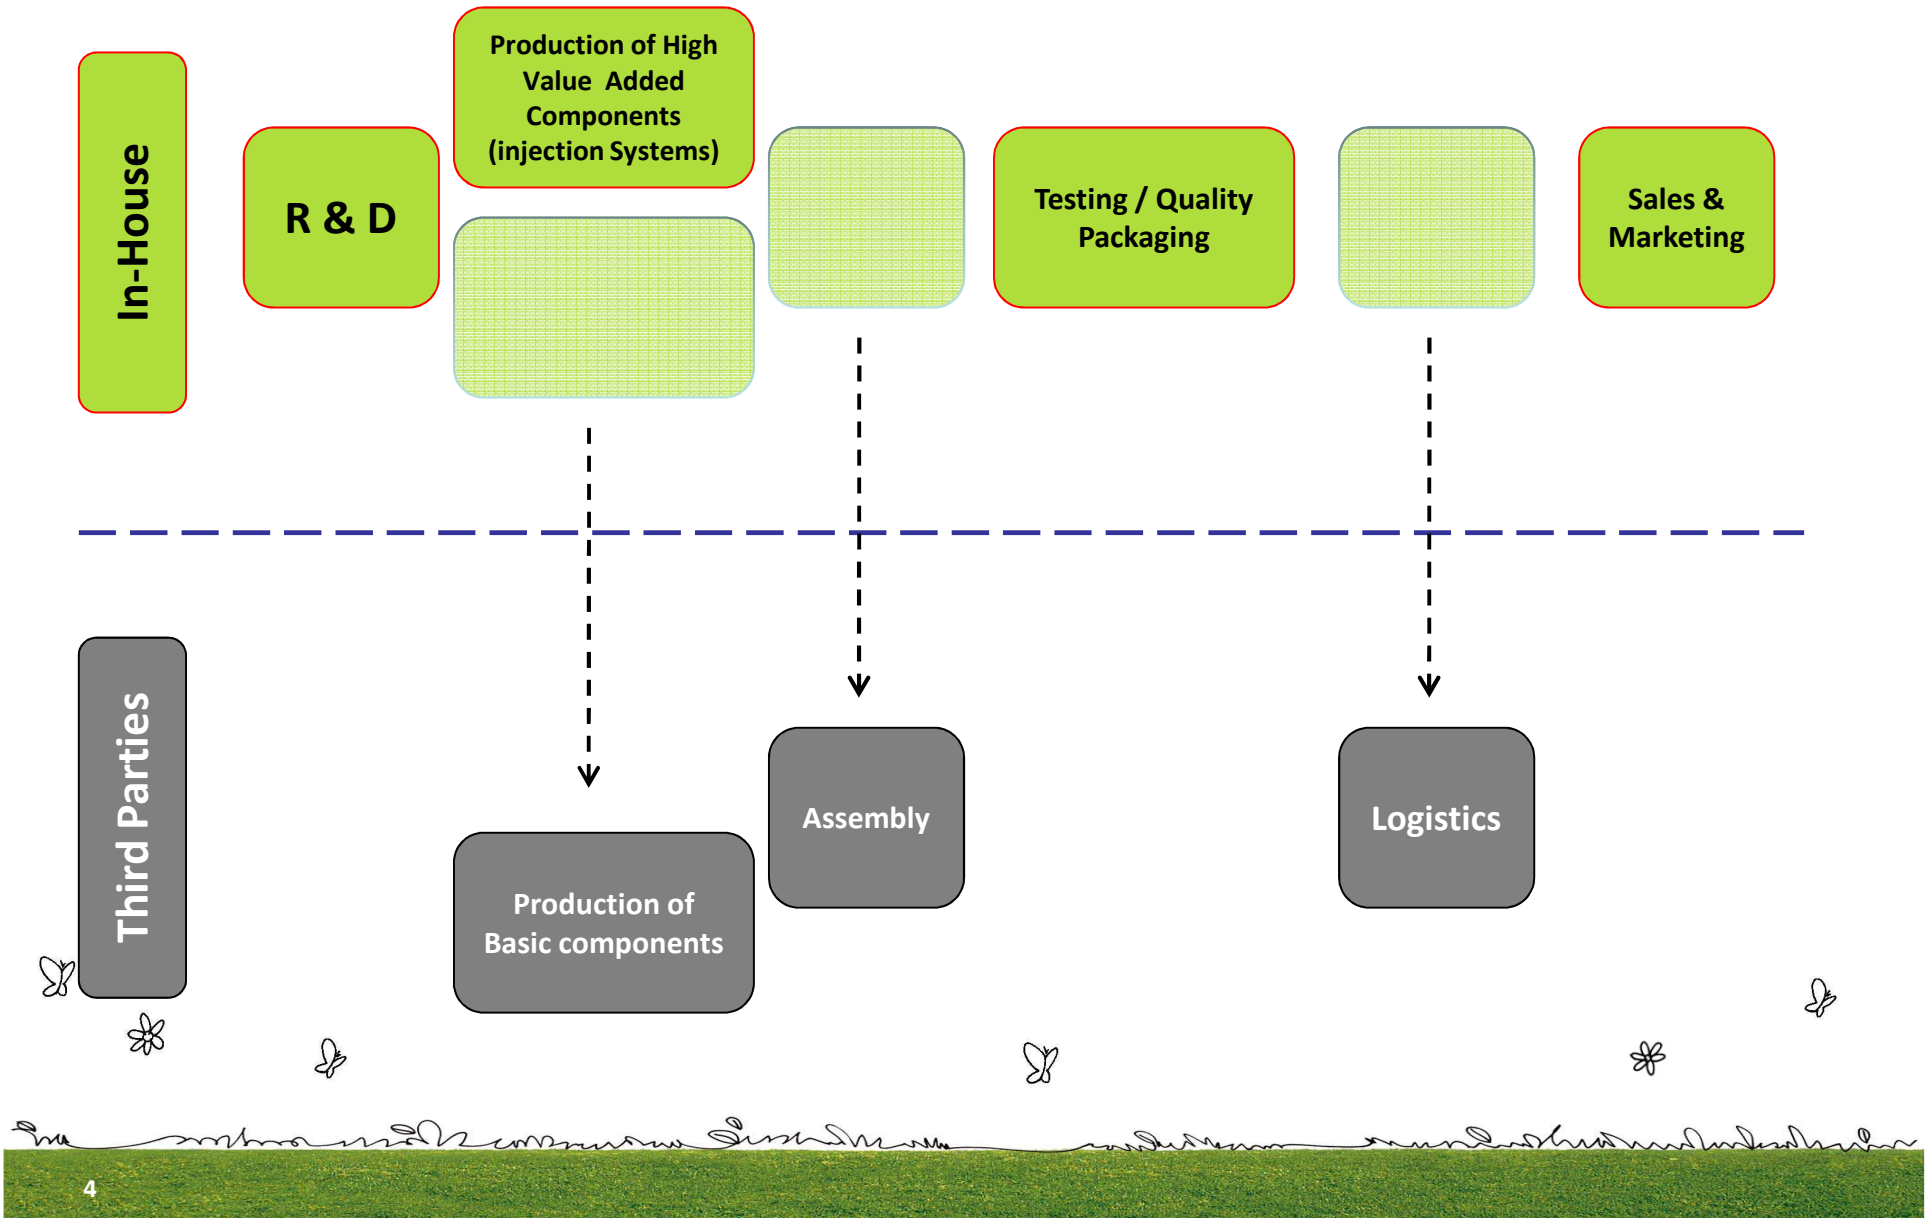 In-House
R & D
Production of High
Value Added
Components
(injection Systems)
Testing / Quality
Packaging
Sales &
Marketing
Third Parties
Production of
Basic components
Assembly
Logistics
4